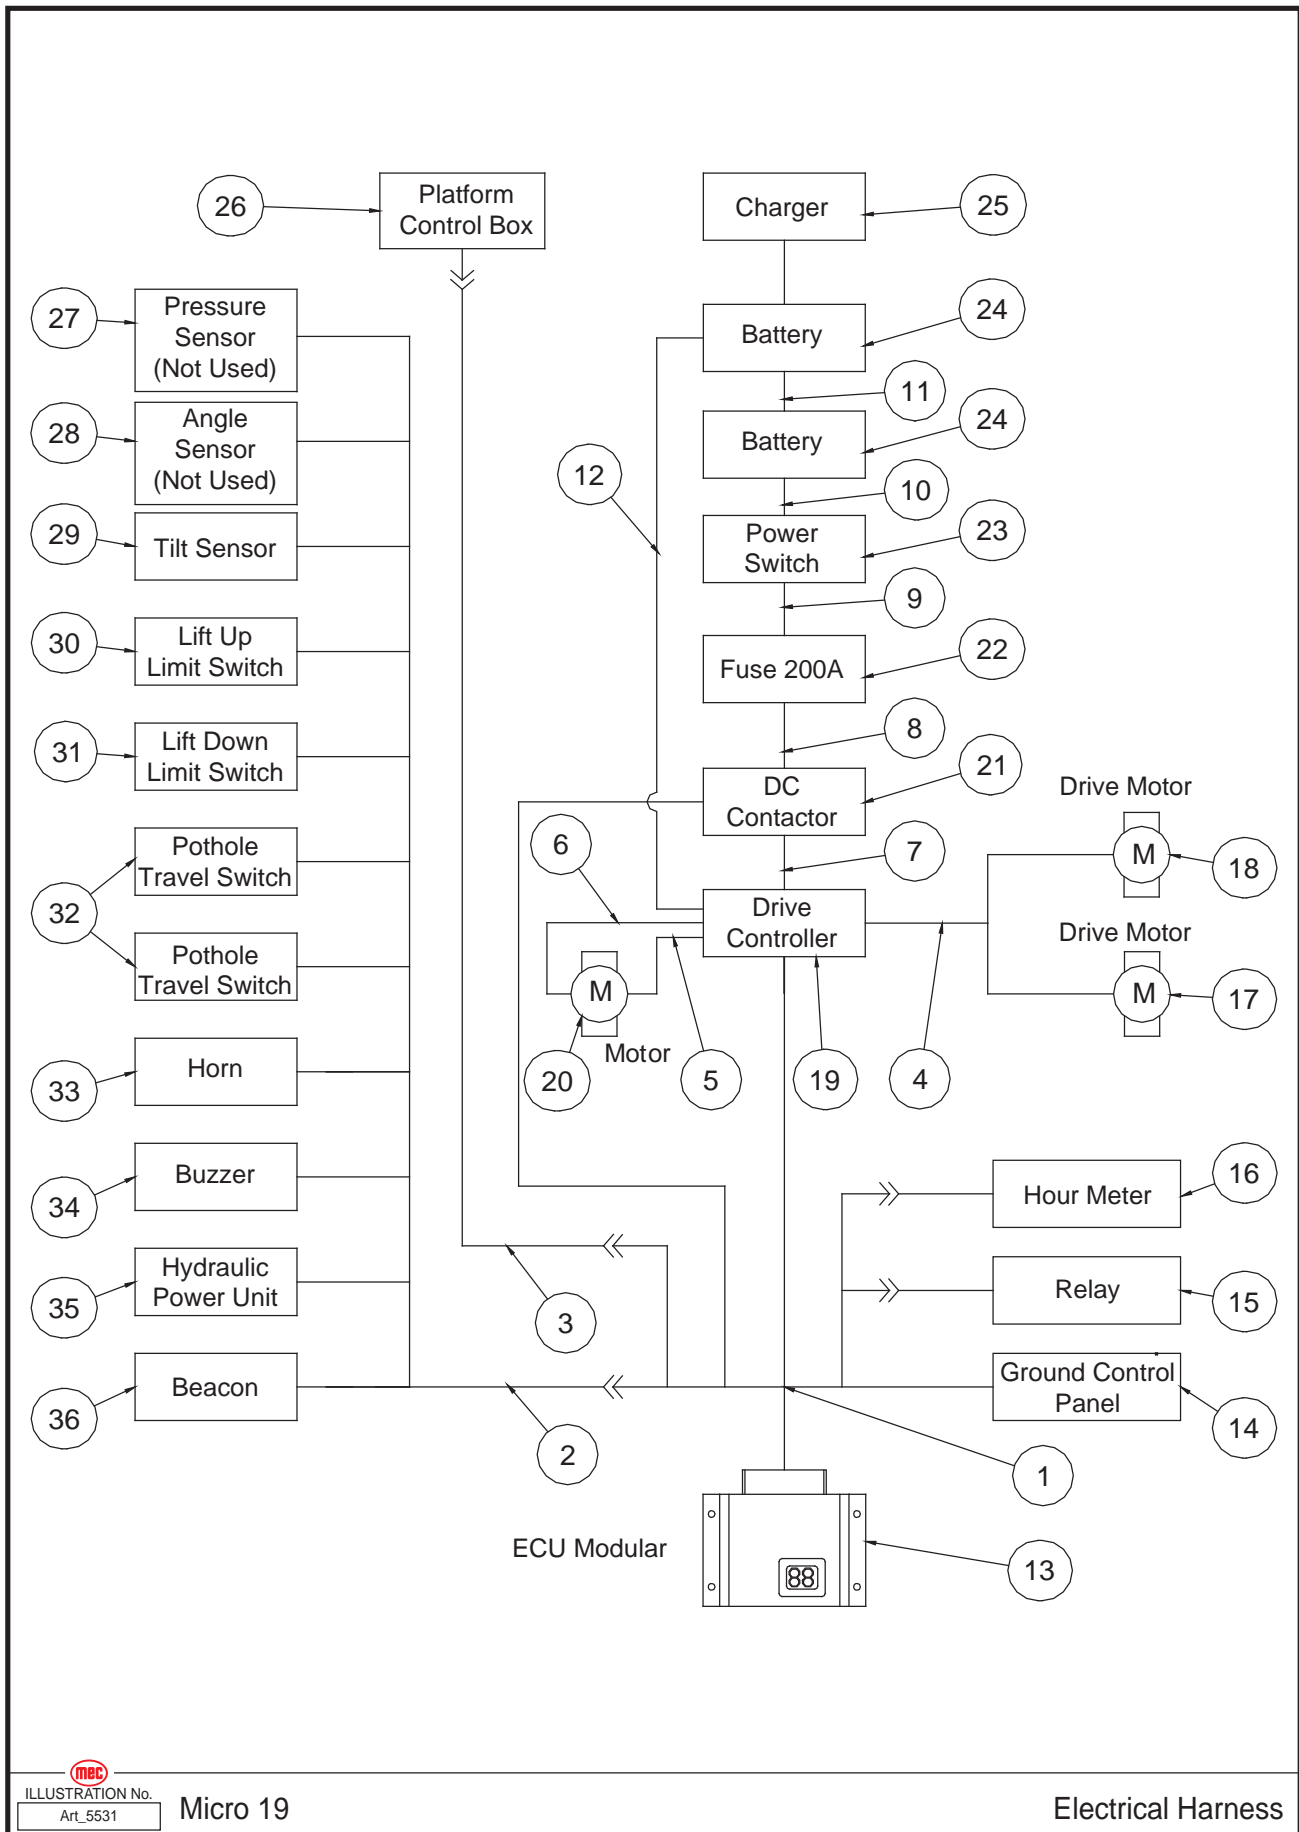 26
Platform
Control Box
Charger
25
27
Pressure
Sensor
(Not Used)
Battery
24
11
28
Angle
Sensor
(Not Used)
Battery
24
12
10
29
Tilt Sensor
Power
Switch
23
9
30
Lift Up
Limit Switch
Fuse 200A
22
8
31
Lift Down
Limit Switch
DC
Contactor
21
Drive Motor
M
18
6
7
32
Pothole
Travel Switch
Pothole
Travel Switch
Drive
Controller
Drive Motor
M
17
M
Motor
20
5
19
4
33
Horn
34
Buzzer
Hour Meter
16
35
Hydraulic
Power Unit
3
Relay
15
36
Beacon
Ground Control
Panel
14
2
1
ECU Modular
88
13
mec
ILLUSTRATION No.
Art_5531
Micro 19
Electrical Harness